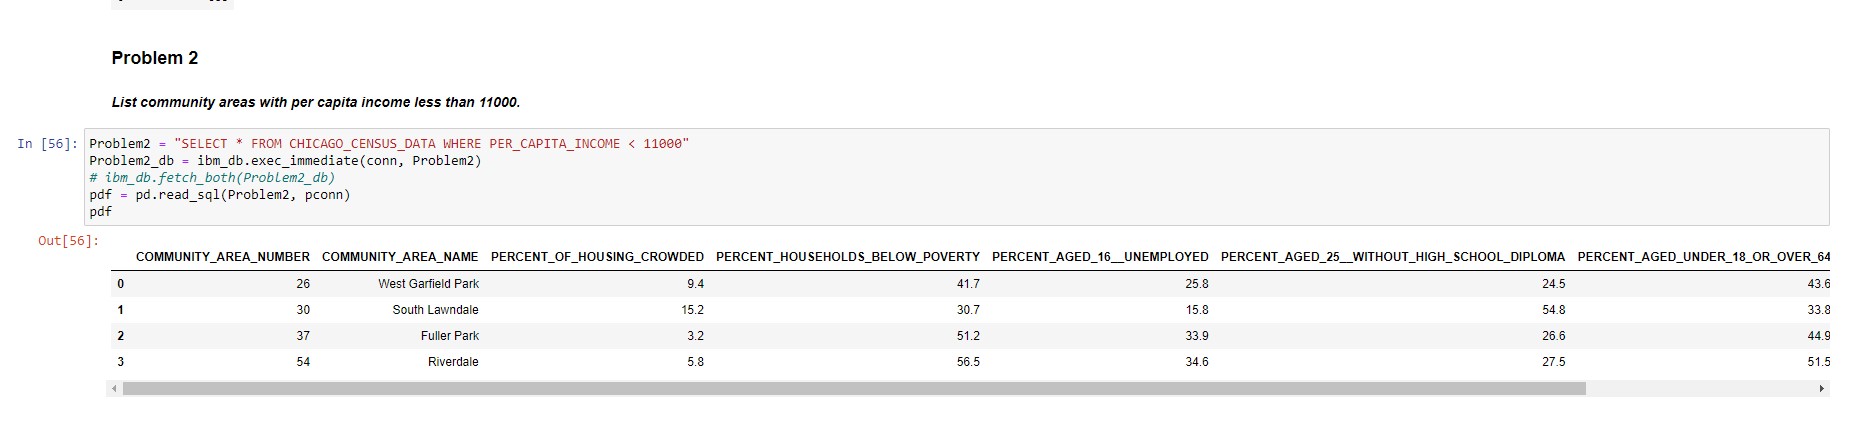 Problem 2
List community areas with per capita income less than 11000.
In [56]: Problem2 = "SELECT * FROM CHICAGO_CENSUS_DATA WHERE PER_CAPITA_INCOME < 11000"
Problem2_db = ibm_db.exec_immediate(conn, Problem2)
# ibm_db.fetch_both(Problem2_db)
pdf = pd.read_sql(Problem2, pconn)
pdf
Out[56]:
COMMUNITY_AREA_NUMBER COMMUNITY_AREA_NAME PERCENT_OF_HOUSING_CROWDED PERCENT_HOUSEHOLDS_BELOW_POVERTY PERCENT_AGED_16__UNEMPLOYED PERCENT_AGED_25__WITHOUT_HIGH_SCHOOL_DIPLOMA PERCENT_AGED_UNDER_18_OR_OVER_64
0 26 West Garfield Park 9.4 41.7 25.8 24.5 43.6
1 30 South Lawndale 15.2 30.7 15.8 54.8 33.8
2 37 Fuller Park 3.2 51.2 33.9 26.6 44.9
3 54 Riverdale 5.8 56.5 34.6 27.5 51.5